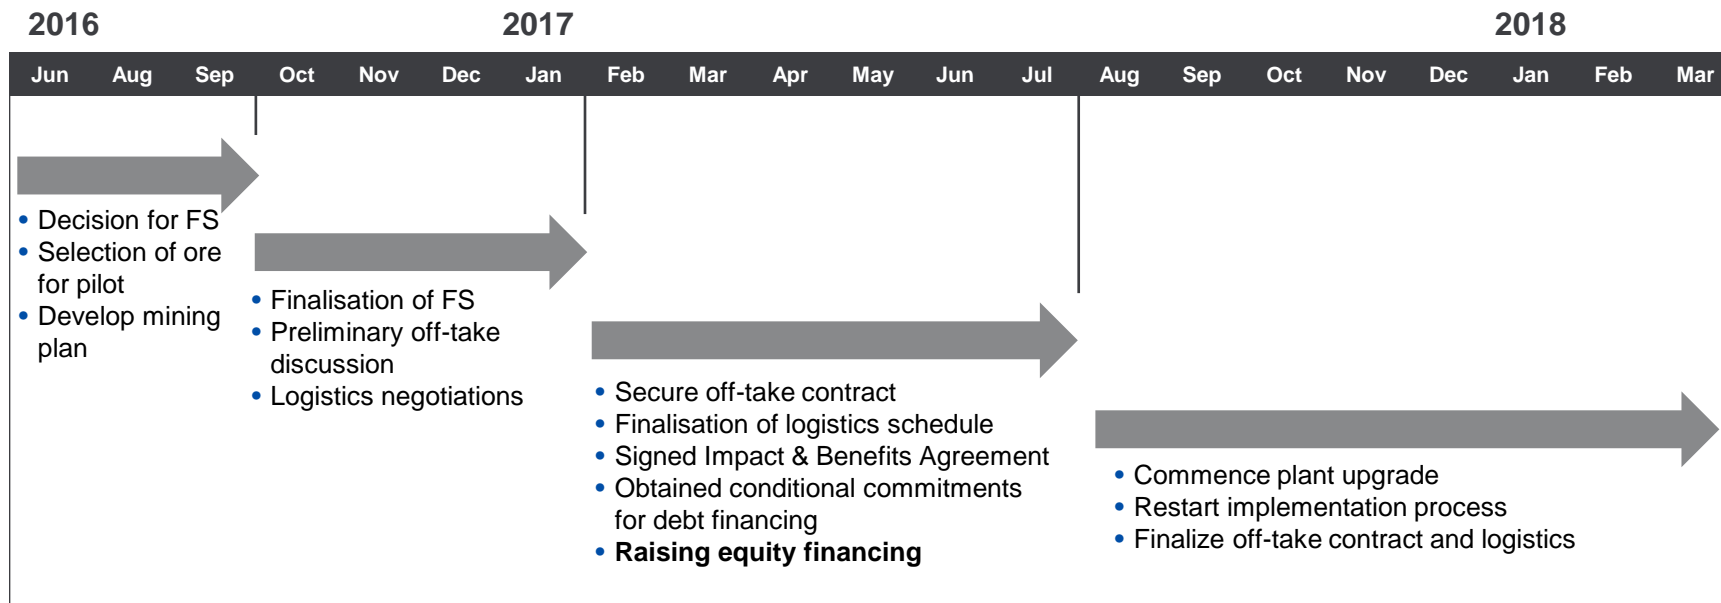 2016 2017 2018
Jun Aug Sep Oct Nov Dec Jan Feb Mar Apr May Jun Jul Aug Sep Oct Nov Dec Jan Feb Mar
• Decision for FS
• Selection of ore
for pilot
• Develop mining
plan
• Finalisation of FS
• Preliminary off-take
discussion
• Logistics negotiations
• Secure off-take contract
• Finalisation of logistics schedule
• Signed Impact & Benefits Agreement
• Obtained conditional commitments
for debt financing
• Raising equity financing
• Commence plant upgrade
• Restart implementation process
• Finalize off-take contract and logistics